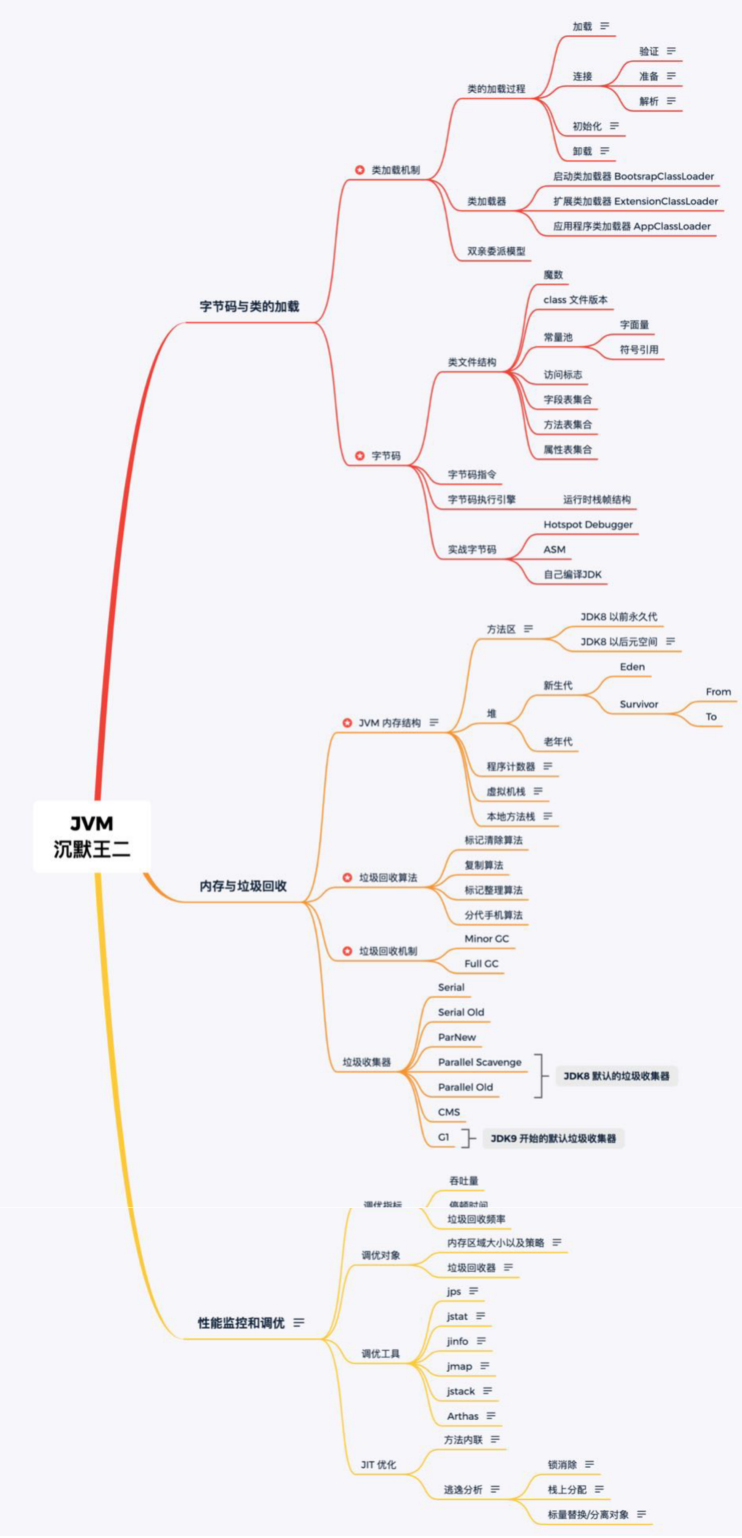 加载
验证
连接
准备
类的加载过程
解析
初始化
卸载
类加载机制
启动类加载器 BootsrapClassLoader
类加载器
扩展类加载器 ExtensionClassLoader
应用程序类加载器 AppClassLoader
双亲委派模型
字节码与类的加载
魔数
class 文件版本
字面量
常量池
符号引用
类文件结构
访问标志
字段表集合
方法表集合
属性表集合
字节码
字节码指令
字节码执行引擎
运行时栈帧结构
Hotspot Debugger
实战字节码
ASM
自己编译JDK
JDK8 以前永久代
方法区
JDK8 以后元空间
Eden
新生代
From
Survivor
To
堆
JVM 内存结构
老年代
程序计数器
虚拟机栈
本地方法栈
JVM
沉默王二
标记清除算法
复制算法
垃圾回收算法
标记整理算法
分代手机算法
内存与垃圾回收
Minor GC
垃圾回收机制
Full GC
Serial
Serial Old
ParNew
垃圾收集器
Parallel Scavenge
JDK8 默认的垃圾收集器
Parallel Old
CMS
G1
JDK9 开始的默认垃圾收集器
吞吐量
调优指标
停顿时间
垃圾回收频率
内存区域大小以及策略
调优对象
垃圾回收器
jps
jstat
性能监控和调优
jinfo
调优工具
jmap
jstack
Arthas
方法内联
JIT 优化
锁消除
逃逸分析
栈上分配
标量替换/分离对象